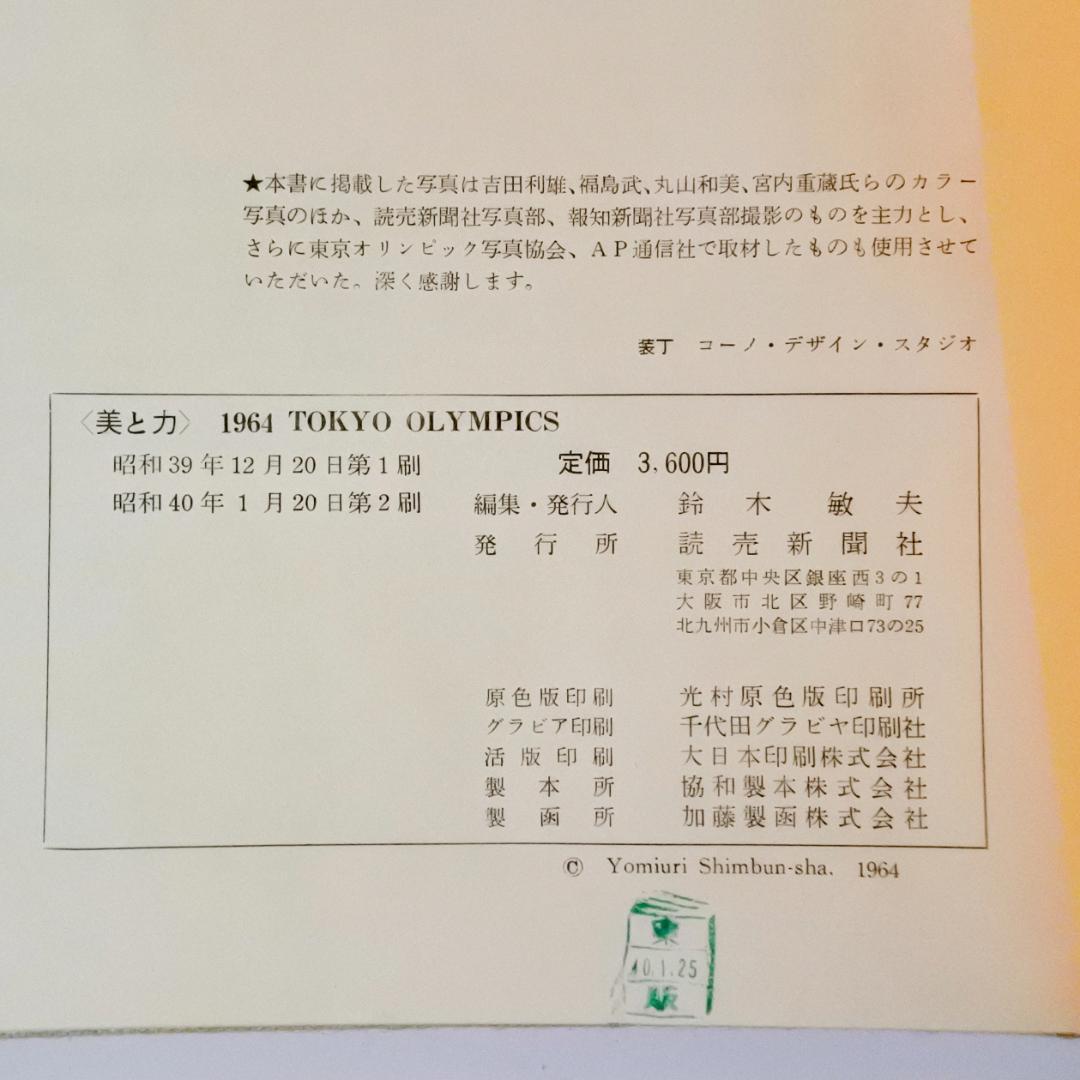 ★本書に掲載した写真は吉田利雄、福島武、丸山和美、宮内重蔵氏らのカラー
写真のほか、読売新聞社写真部、報知新聞社写真部撮影のものを主力とし、
さらに東京オリンピック写真協会、AP通信社で取材したものも使用させて
いただいた。深く感謝します。
装丁 コーノ・デザイン・スタジオ
〈美と力〉 1964 TOKYO OLYMPICS
昭和39年12月20日第1刷 定価 3,600円
昭和40年1月20日第2刷 編集・発行人 鈴木敏夫
発行所 読売新聞社
東京都中央区銀座西3の1
大阪市北区野崎町77
北九州市小倉区中津口73の25
原色版印刷 光村原色版印刷所
グラビア印刷 千代田グラビヤ印刷社
活版印刷 大日本印刷株式会社
製本所 協和製本株式会社
製函所 加藤製函株式会社
© Yomiuri Shimbun-sha. 1964
東
40.1.25
販